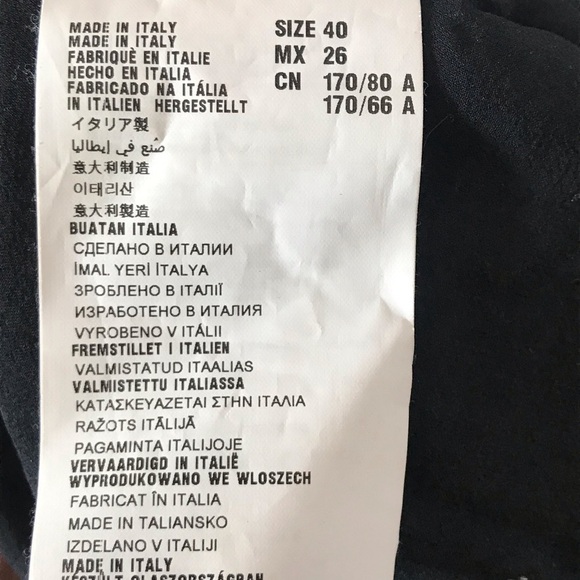 MADE IN ITALY
MADE IN ITALY
FABRIQUÈ EN ITALIE
HECHO EN ITALIA
FABRICADO NA ITÁLIA
IN ITALIEN HERGESTELLT
イタリア製
صُنع في إيطاليا
意大利制造
이태리산
意大利製造
BUATAN ITALIA
СДЕЛАНО В ИТАЛИИ
İMAL YERİ İTALYA
ЗРОБЛЕНО В ІТАЛІЇ
ИЗРАБОТЕНО В ИТАЛИЯ
VYROBENO V ITÁLII
FREMSTILLET I ITALIEN
VALMISTATUD ITAALIAS
VALMISTETTU ITALIASSA
ΚΑΤΑΣΚΕΥΑΖΕΤΑΙ ΣΤΗΝ ΙΤΑΛΙΑ
RAŽOTS ITĀLIJĀ
PAGAMINTA ITALIJOJE
VERVAARDIGD IN ITALIË
WYPRODUKOWANO WE WLOSZECH
FABRICAT ÎN ITALIA
MADE IN TALIANSKO
IZDELANO V ITALIJI
MADE IN ITALY
KÉSZÜLT OLASZORSZÁGBAN
SIZE 40
MX 26
CN 170/80 A
170/66 A